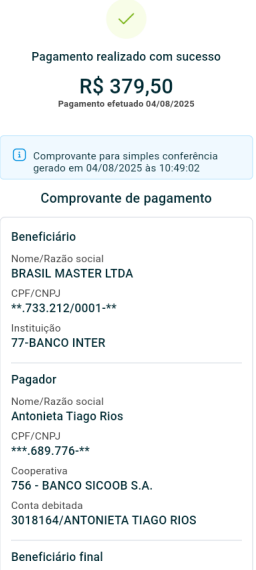 Pagamento realizado com sucesso
R$ 379,50
Pagamento efetuado 04/08/2025
Comprovante para simples conferência
gerado em 04/08/2025 às 10:49:02
Comprovante de pagamento
Beneficiário
Nome/Razão social
BRASIL MASTER LTDA
CPF/CNPJ
**.733.212/0001-**
Instituição
77-BANCO INTER
Pagador
Nome/Razão social
Antonieta Tiago Rios
CPF/CNPJ
***.689.776-**
Cooperativa
756 - BANCO SICOOB S.A.
Conta debitada
3018164/ANTONIETA TIAGO RIOS
Beneficiário final